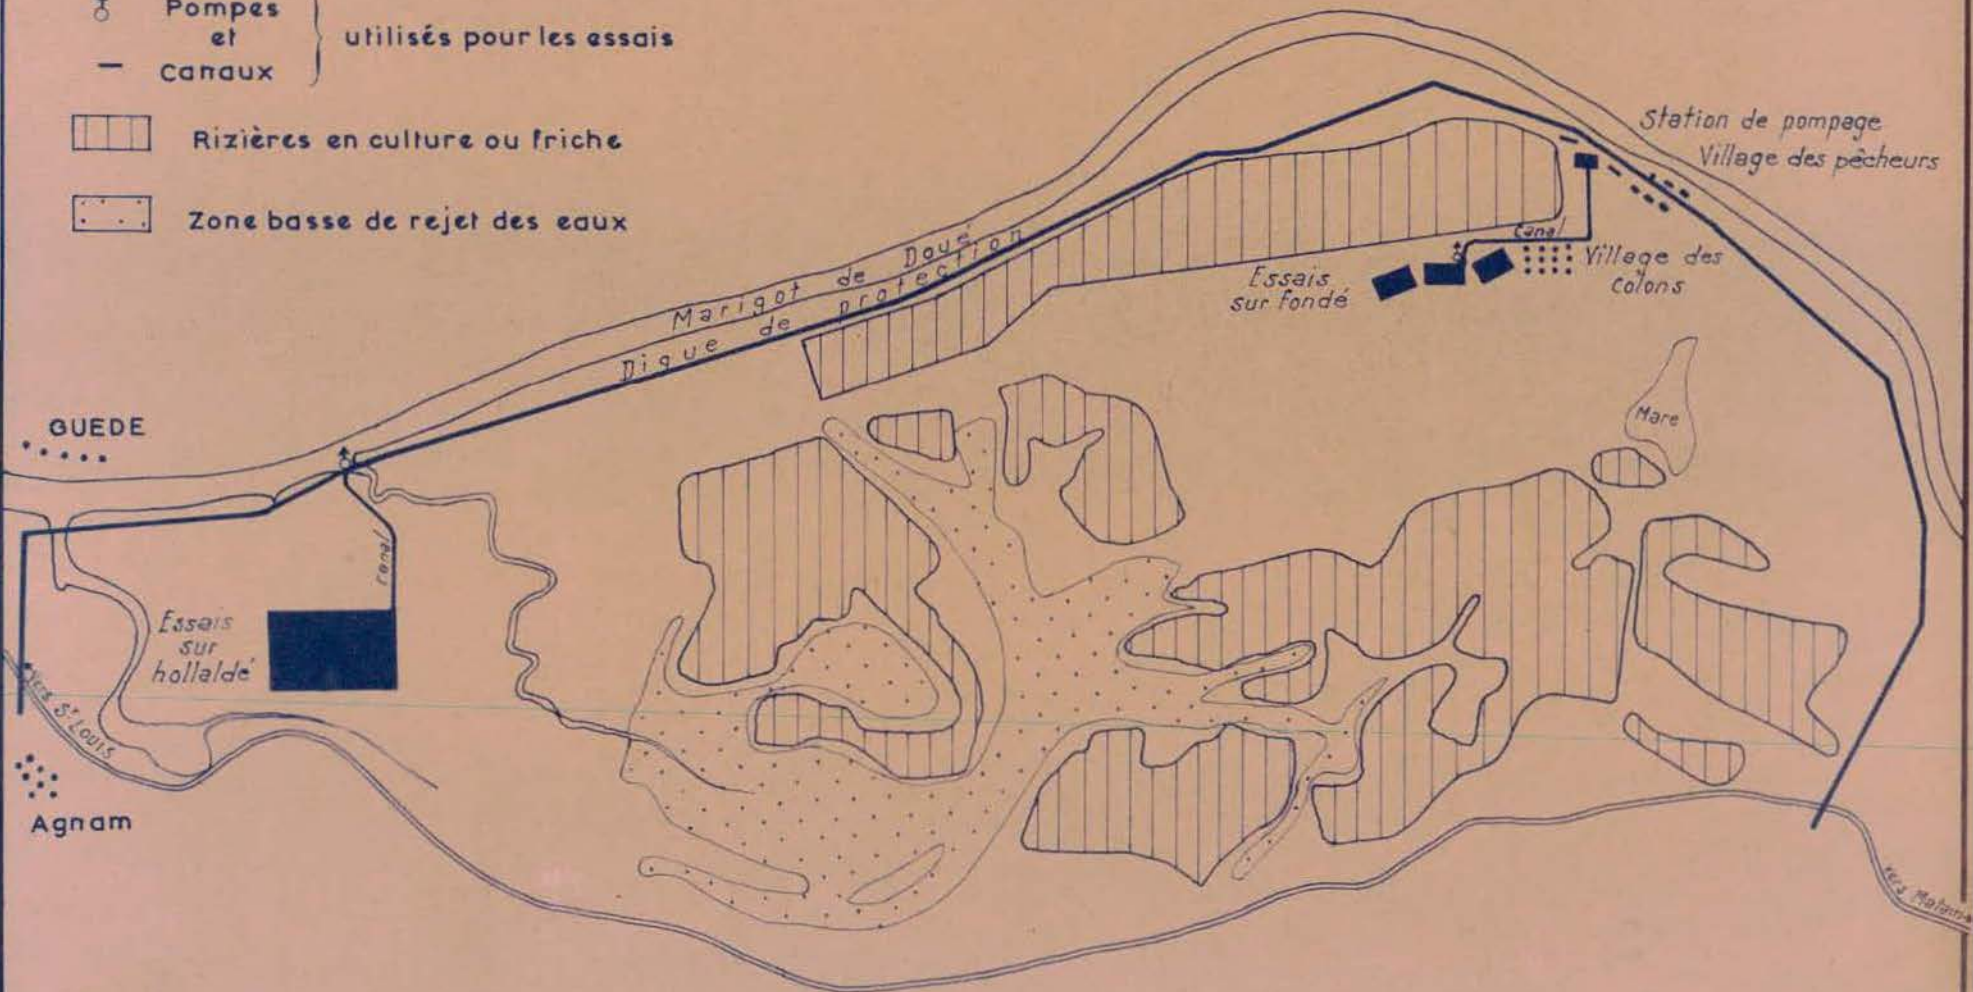 Pompes
et
Canaux
utilisés pour les essais
Rizières en culture ou friche
Zone basse de rejet des eaux
Station de pompage
Village des pêcheurs
Marigot de Doué
Digue de protection
Canal
Village des
Colons
Essais
sur fondé
Mare
GUEDE
Canal
Essais
sur
hollaldé
vers St LOUIS
Agnam
vers Matam